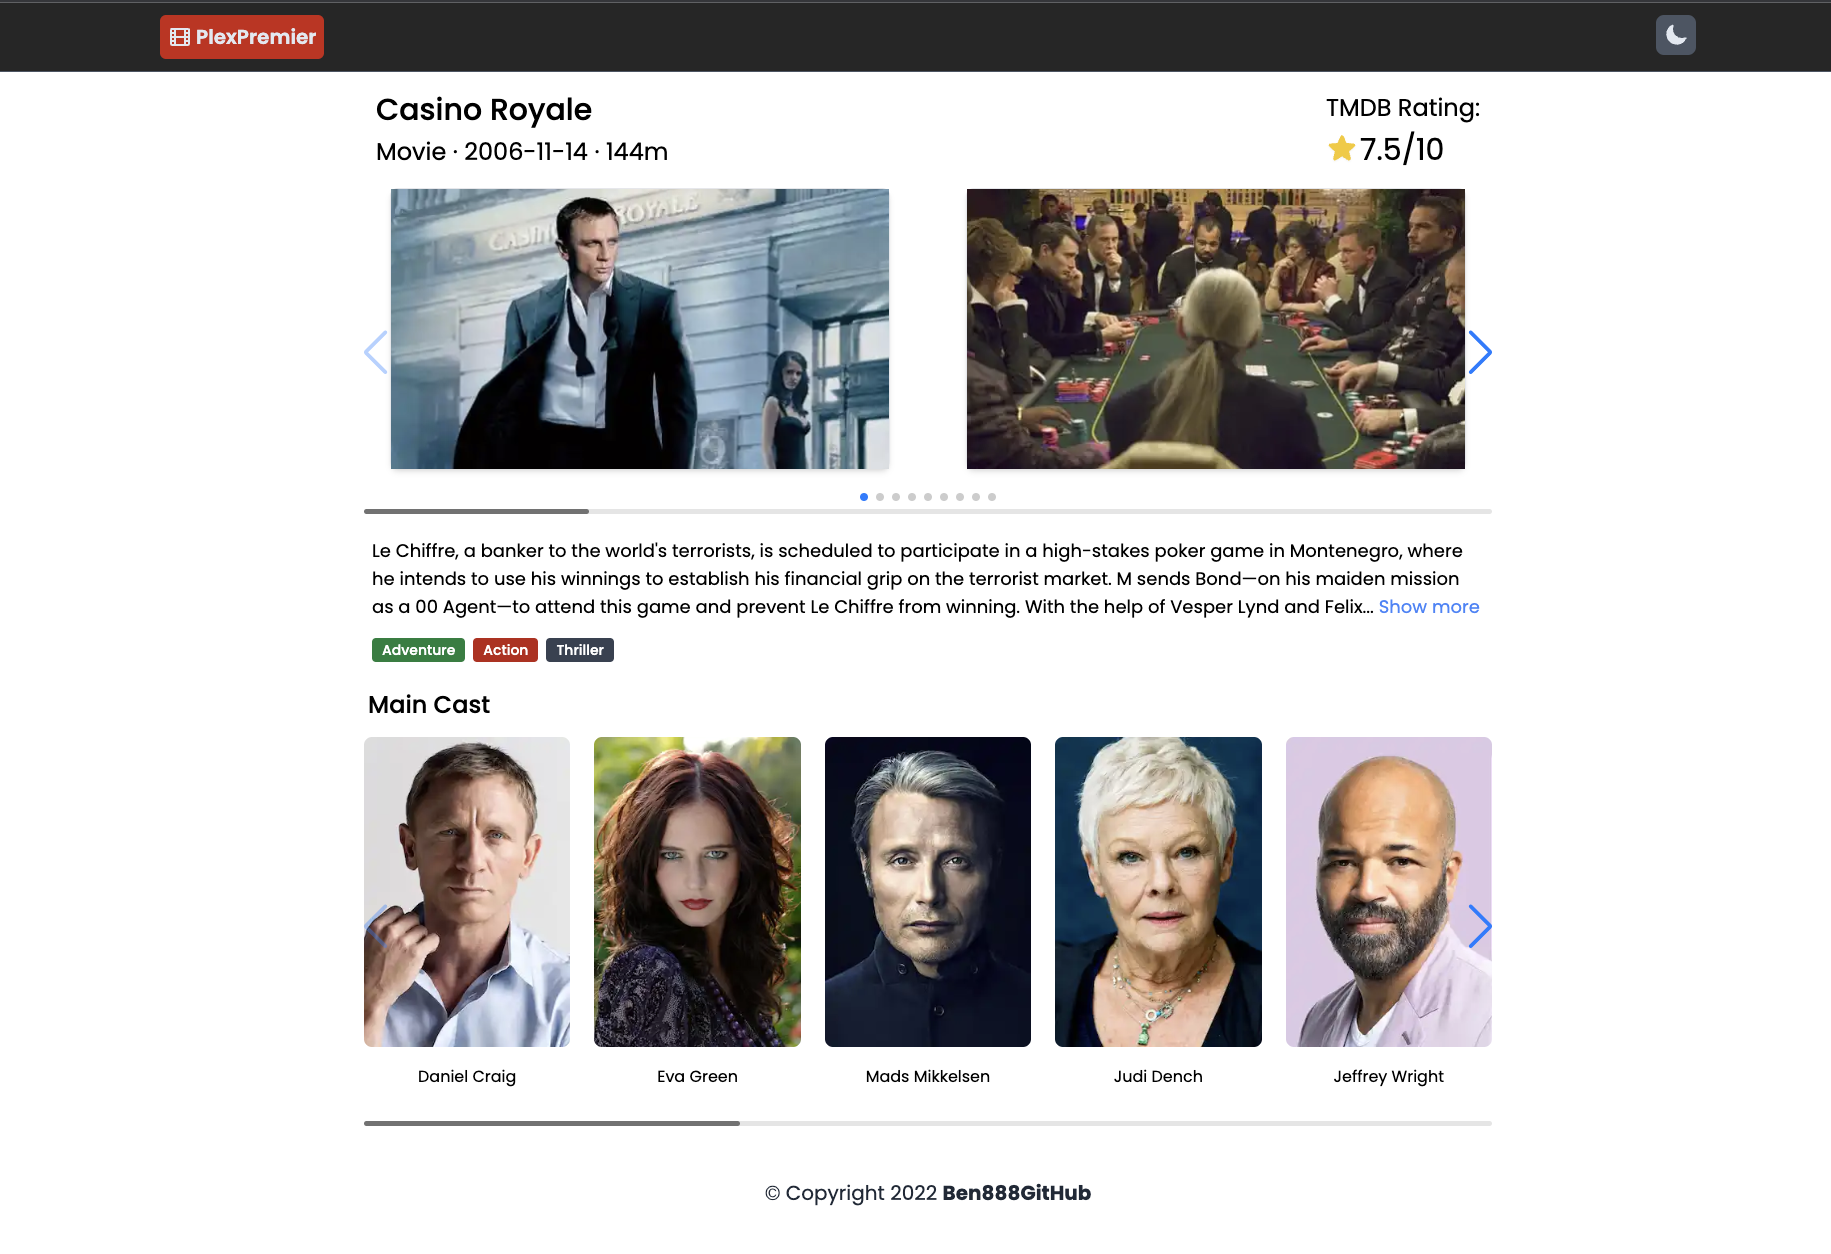 PlexPremier
Casino Royale
Movie · 2006-11-14 · 144m
TMDB Rating:
7.5/10
CASINO ROYALE
Le Chiffre, a banker to the world's terrorists, is scheduled to participate in a high-stakes poker game in Montenegro, where
he intends to use his winnings to establish his financial grip on the terrorist market. M sends Bond—on his maiden mission
as a 00 Agent—to attend this game and prevent Le Chiffre from winning. With the help of Vesper Lynd and Felix... Show more
Adventure Action Thriller
Main Cast
Daniel Craig
Eva Green
Mads Mikkelsen
Judi Dench
Jeffrey Wright
© Copyright 2022 Ben888GitHub